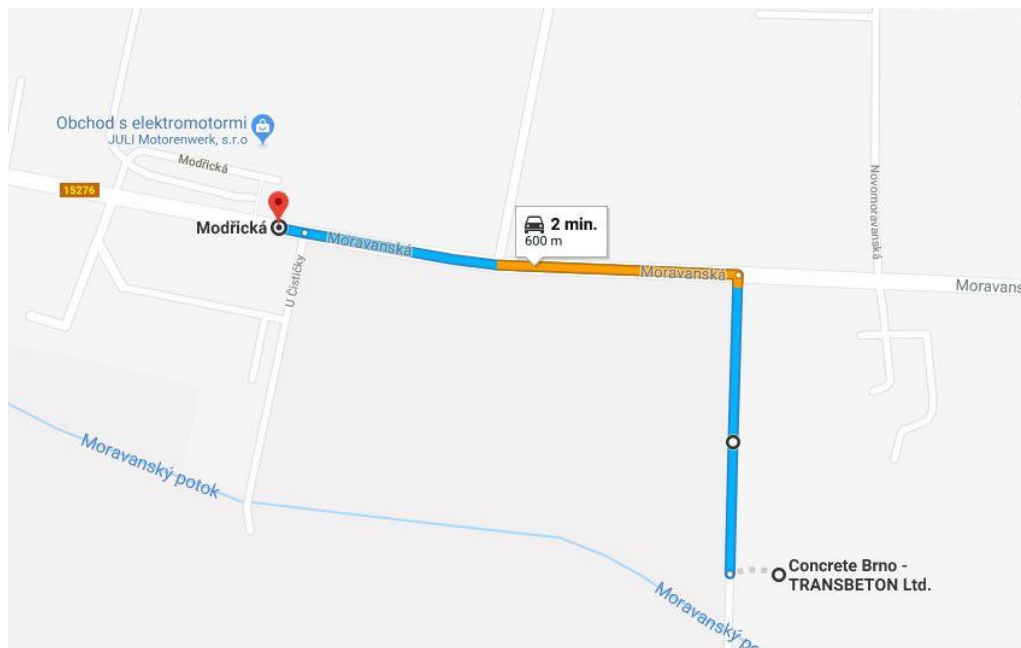 Obchod s elektromotormi
JULI Motorenwerk, s.r.o
Modřická
15276
Modřická
Moravanská
2 min.
600 m
Moravanská
Moravans
Novomoravanská
U Čističky
Moravanský potok
Concrete Brno -
TRANSBETON Ltd.
Moravanský po